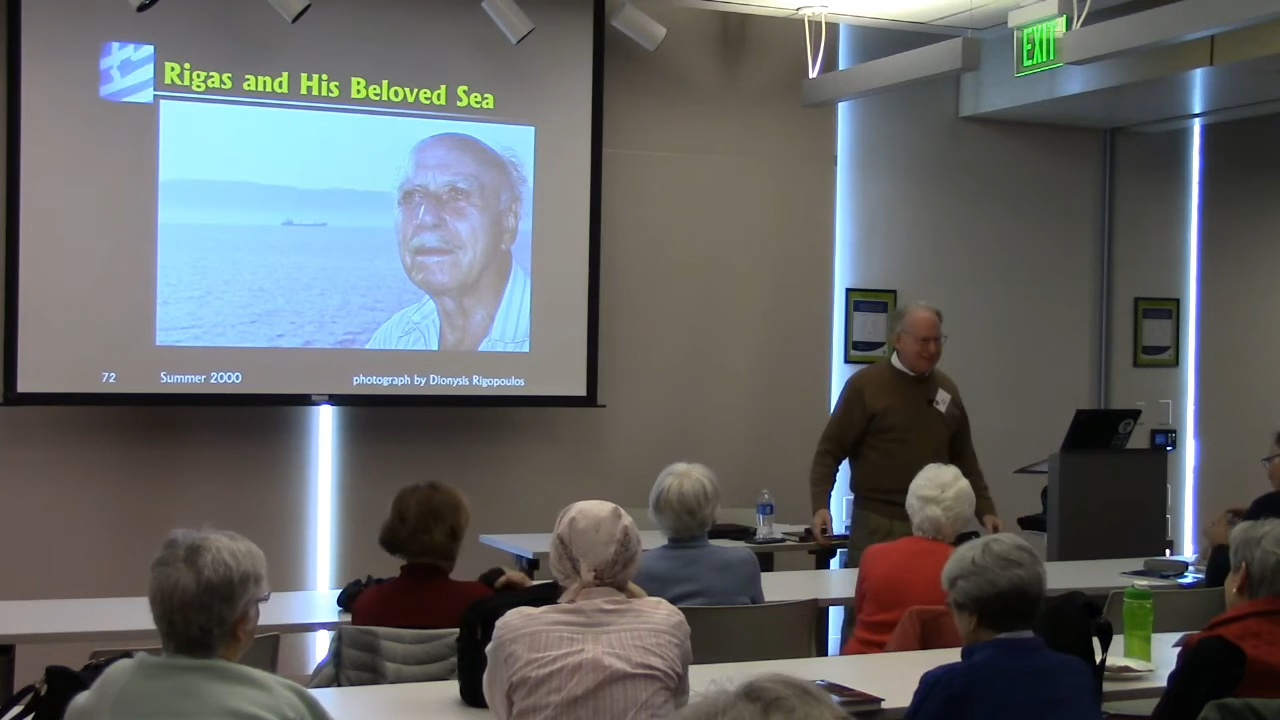 Rigas and His Beloved Sea
72 Summer 2000 photograph by Dionysis Rigopoulos
EXIT